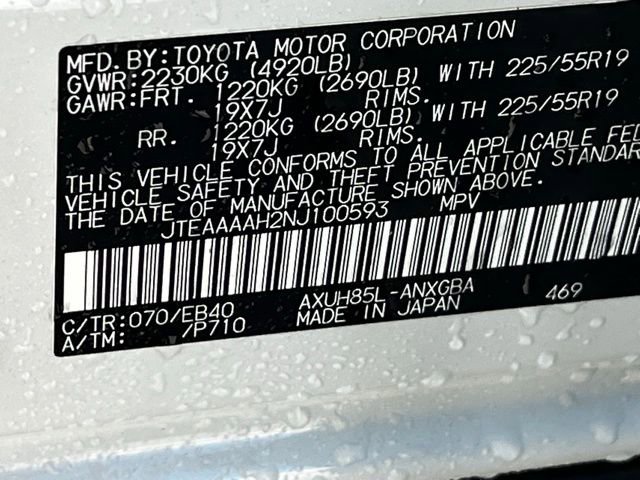 MFD.BY:TOYOTA MOTOR CORPORATION
GVWR:2230KG (4920LB)
GAWR:FRT. 1220KG (2690LB) WITH 225/55R19
19X7J RIMS.
RR. 1220KG (2690LB) WITH 225/55R19
19X7J RIMS.
THIS VEHICLE CONFORMS TO ALL APPLICABLE FE
VEHICLE SAFETY AND THEFT PREVENTION STANDAR
THE DATE OF MANUFACTURE SHOWN ABOVE.
JTEAAAAH2NJ100593 MPV
C/TR:070/EB40 AXUH85L-ANXGBA 469
A/TM: /P710 MADE IN JAPAN